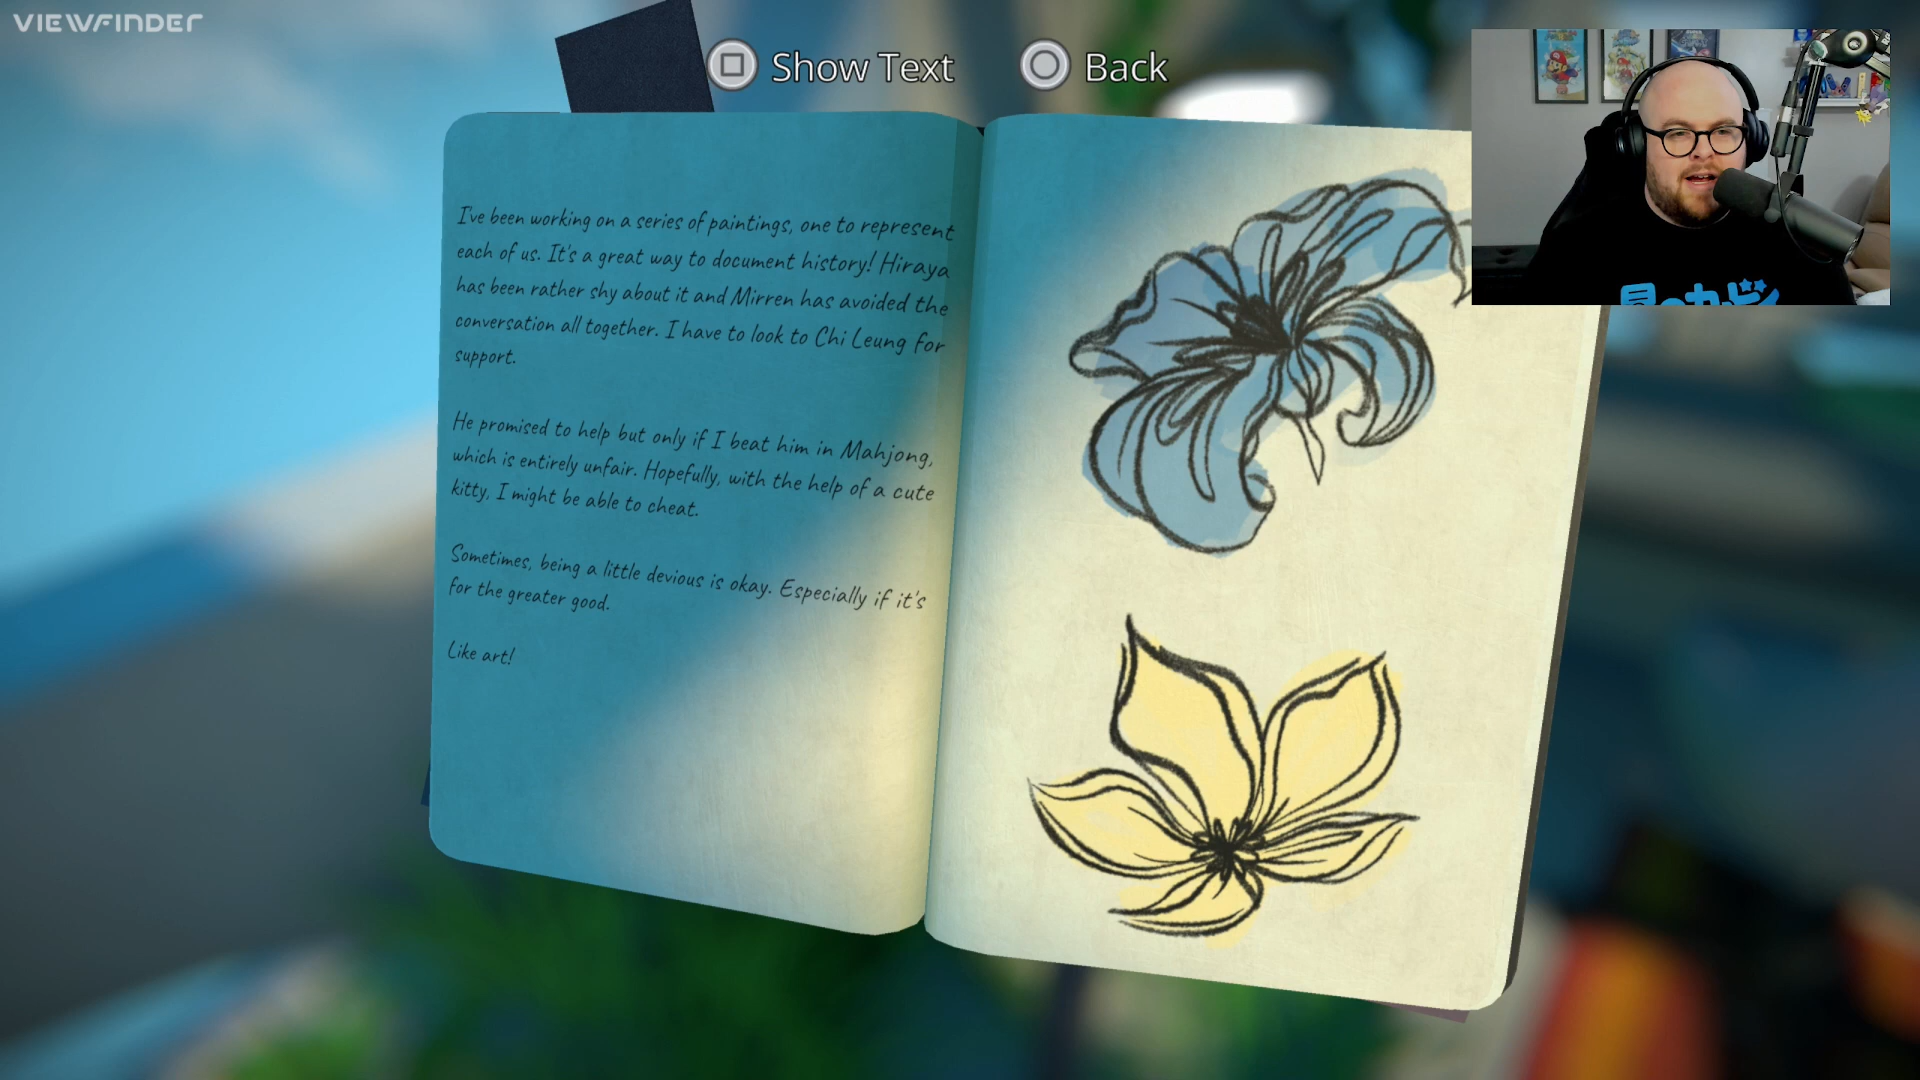 VIEWFINDER
Show Text
Back
I've been working on a series of paintings, one to represent
each of us. It's a great way to document history! Hiraya
has been rather shy about it and Mirren has avoided the
conversation all together. I have to look to Chi Leung for
support.
He promised to help but only if I beat him in Mahjong,
which is entirely unfair. Hopefully, with the help of a cute
kitty, I might be able to cheat.
Sometimes, being a little devious is okay. Especially if it's
for the greater good.
Like art!